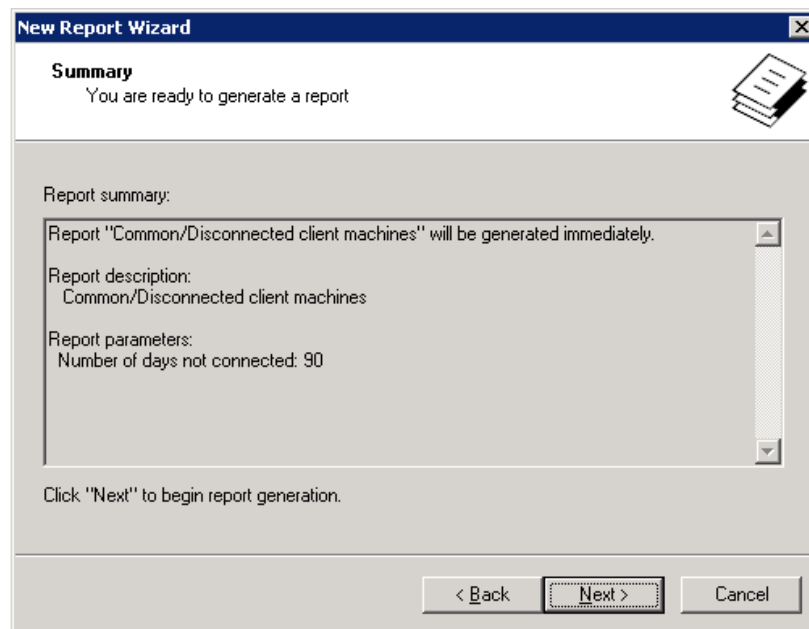 New Report Wizard
Summary
You are ready to generate a report
Report summary:
Report "Common/Disconnected client machines" will be generated immediately.
Report description:
Common/Disconnected client machines
Report parameters:
Number of days not connected: 90
Click "Next" to begin report generation.
< Back Next > Cancel